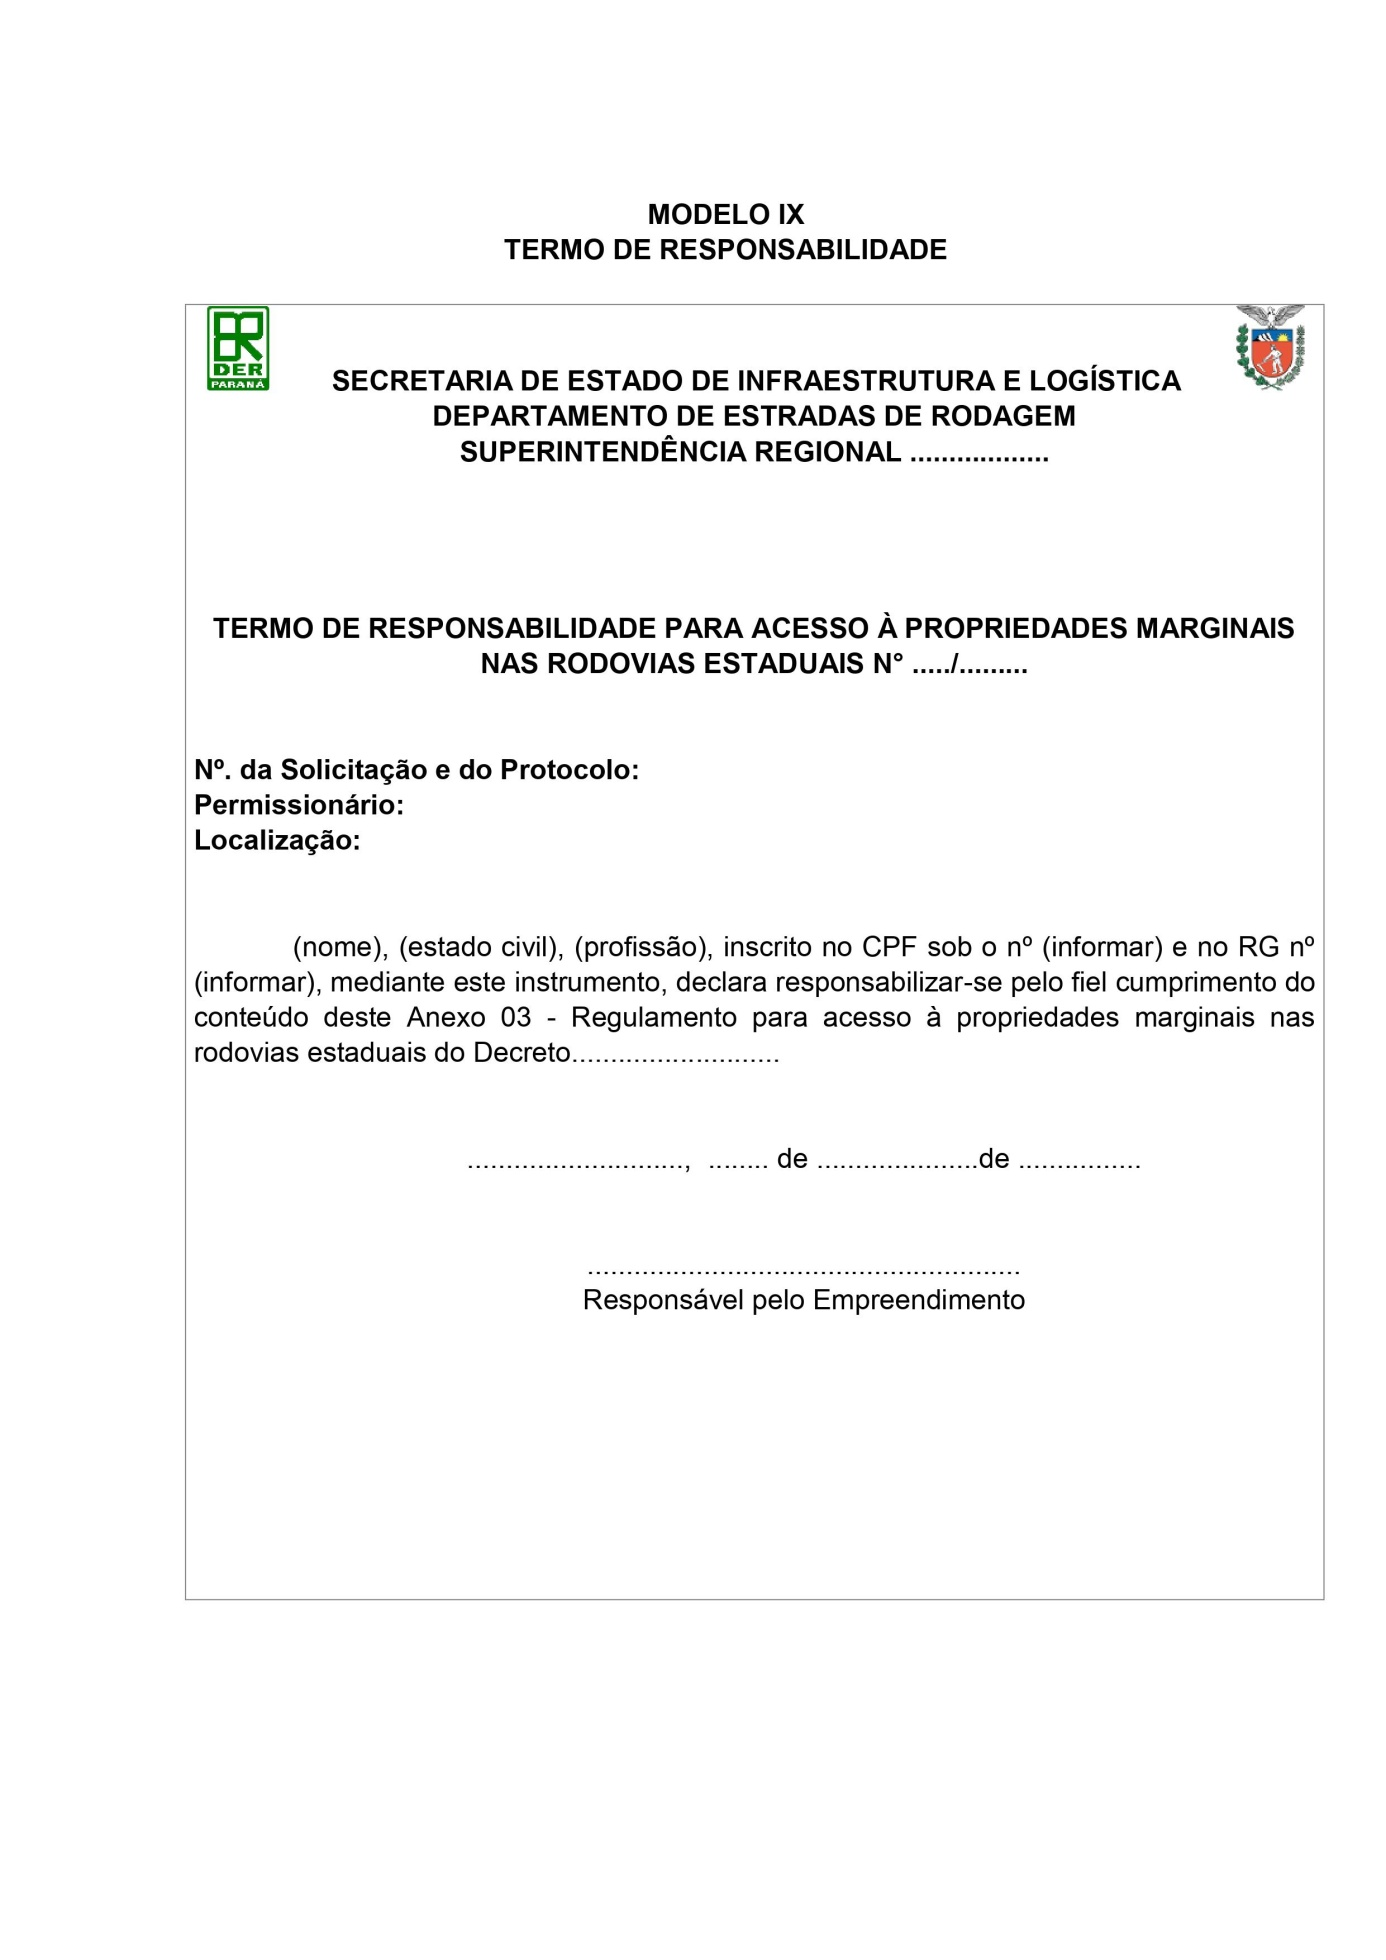 MODELO IX
TERMO DE RESPONSABILIDADE
DER
PARANÁ
SECRETARIA DE ESTADO DE INFRAESTRUTURA E LOGÍSTICA
DEPARTAMENTO DE ESTRADAS DE RODAGEM
SUPERINTENDÊNCIA REGIONAL ..................
TERMO DE RESPONSABILIDADE PARA ACESSO À PROPRIEDADES MARGINAIS
NAS RODOVIAS ESTADUAIS N° ...../.........
Nº. da Solicitação e do Protocolo:
Permissionário:
Localização:
(nome), (estado civil), (profissão), inscrito no CPF sob o nº (informar) e no RG nº
(informar), mediante este instrumento, declara responsabilizar-se pelo fiel cumprimento do
conteúdo deste Anexo 03 - Regulamento para acesso à propriedades marginais nas
rodovias estaduais do Decreto...........................
............................, ........ de .....................de ................
........................................................
Responsável pelo Empreendimento